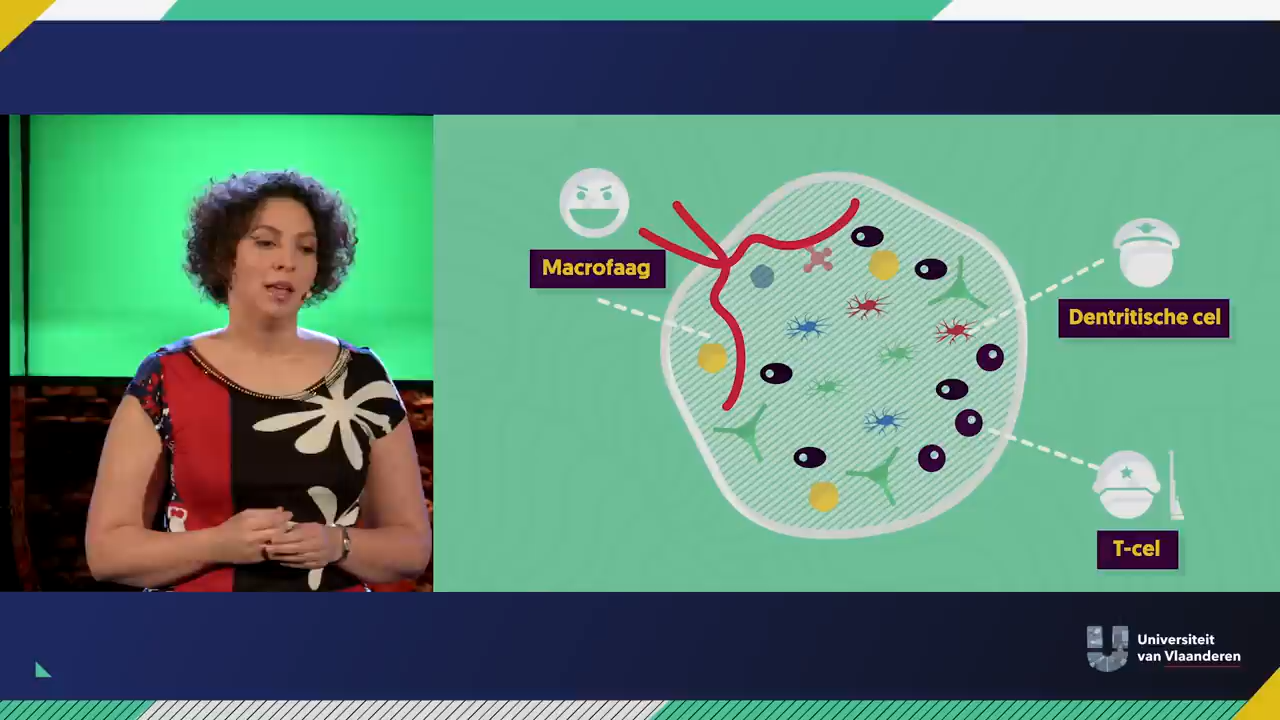 Macrofaag
Dentritische cel
T-cel
Universiteit
van Vlaanderen